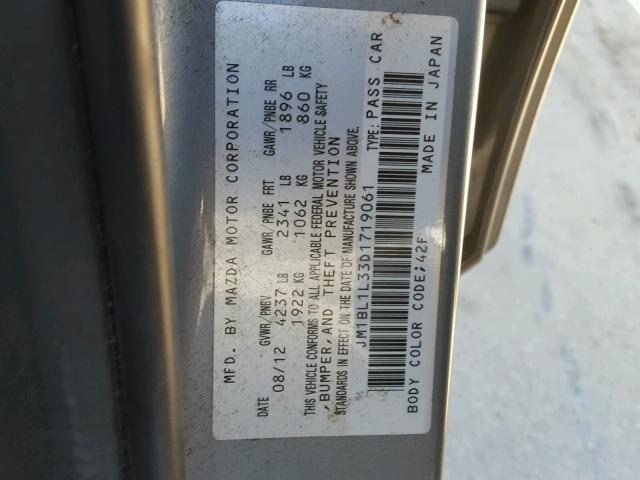 MFD. BY MAZDA MOTOR CORPORATION
DATE GVWR/PNBV GAWR/PNBE FRT GAWR/PNBE RR
08/12 4237 LB 2341 LB 1896 LB
1922 KG 1062 KG 860 KG
THIS VEHICLE CONFORMS TO ALL APPLICABLE FEDERAL MOTOR VEHICLE SAFETY
, BUMPER, AND THEFT PREVENTION
STANDARDS IN EFFECT ON THE DATE OF MANUFACTURE SHOWN ABOVE.
JM1BL1L33D1719061 TYPE: PASS CAR
BODY COLOR CODE;42F MADE IN JAPAN